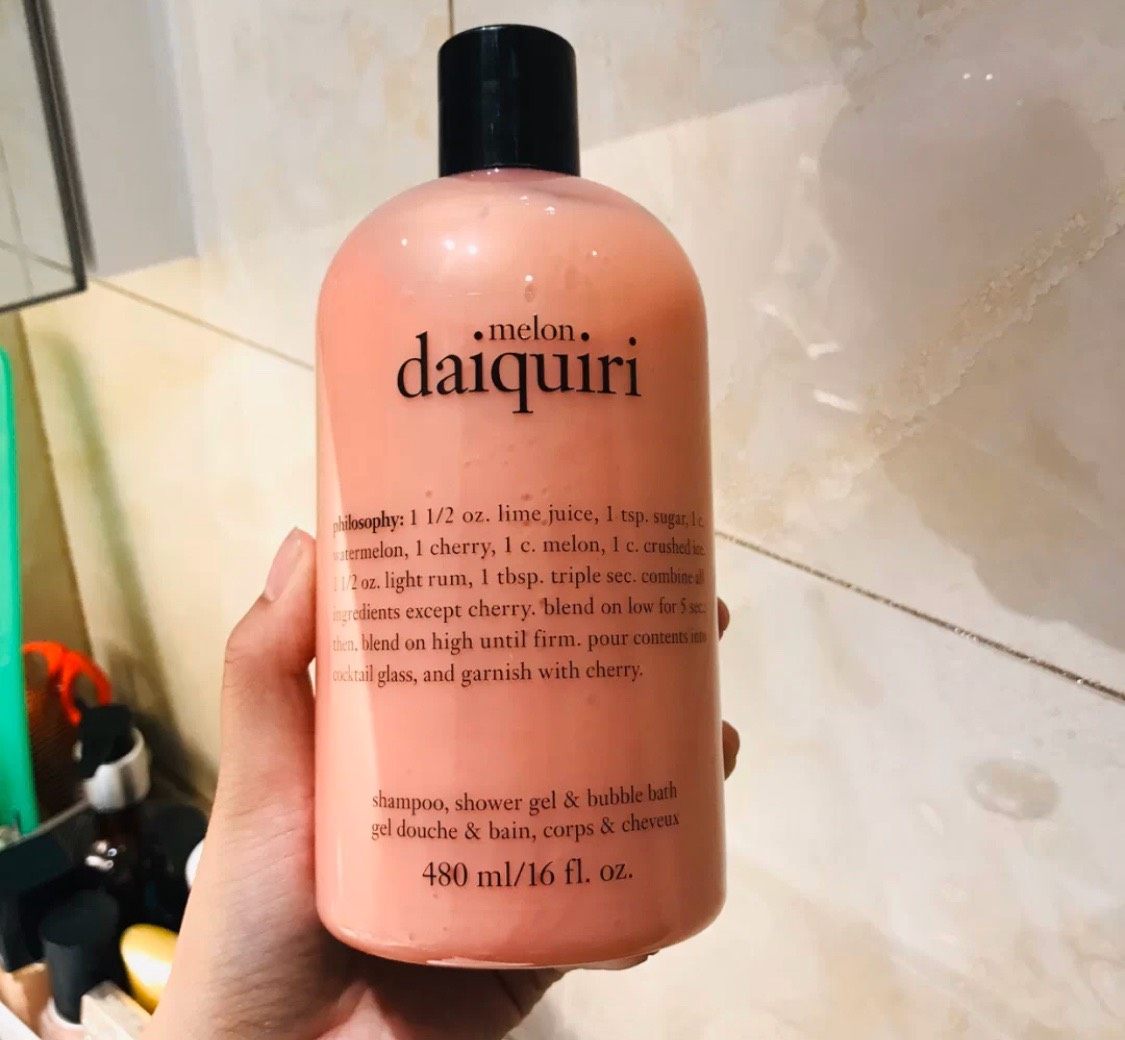 melon
daiquiri
philosophy: 1 1/2 oz. lime juice, 1 tsp. sugar, 1 c.
watermelon, 1 cherry, 1 c. melon, 1 c. crushed ice,
1 1/2 oz. light rum, 1 tbsp. triple sec. combine all
ingredients except cherry. blend on low for 5 sec.
then, blend on high until firm. pour contents into
cocktail glass, and garnish with cherry.
shampoo, shower gel & bubble bath
gel douche & bain, corps & cheveux
480 ml/16 fl. oz.